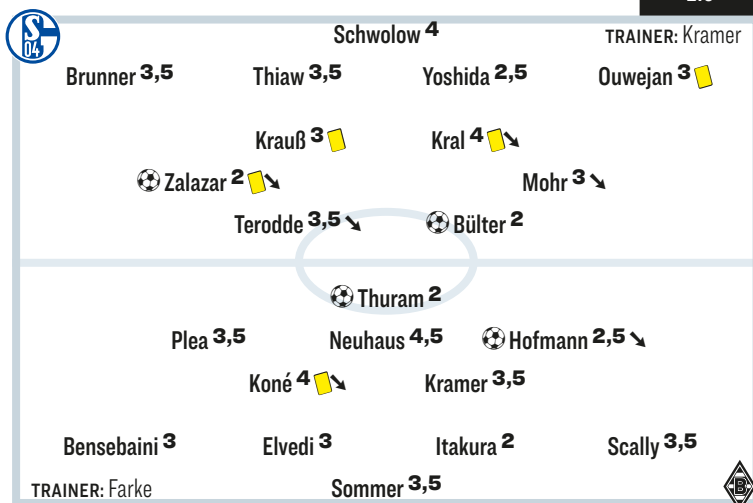 S
04
Schwolow 4 TRAINER: Kramer
Brunner 3,5 Thiaw 3,5 Yoshida 2,5 Ouwejan 3
Krauß 3 Kral 4
Zalazar 2 Mohr 3
Terodde 3,5 Bülter 2
Thuram 2
Plea 3,5 Neuhaus 4,5 Hofmann 2,5
Koné 4 Kramer 3,5
Bensebaini 3 Elvedi 3 Itakura 2 Scally 3,5
TRAINER: Farke Sommer 3,5
B